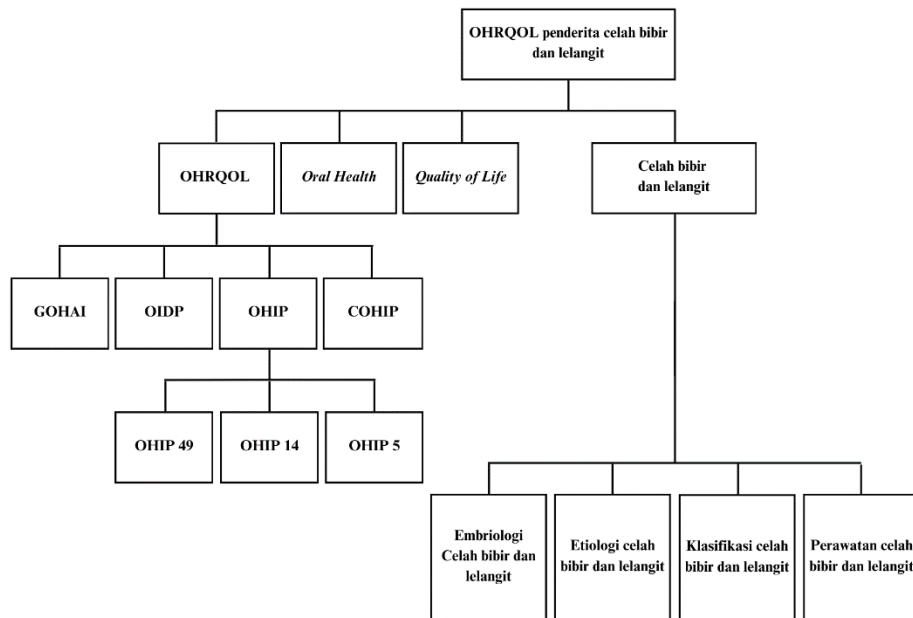 OHRQOL penderita celah bibir
dan lelangit
OHRQOL
Oral Health
Quality of Life
Celah bibir
dan lelangit
GOHAI
OIDP
OHIP
COHIP
OHIP 49
OHIP 14
OHIP 5
Embriologi
Celah bibir dan
lelangit
Etiologi celah
bibir dan lelangit
Klasifikasi celah
bibir dan lelangit
Perawatan celah
bibir dan lelangit